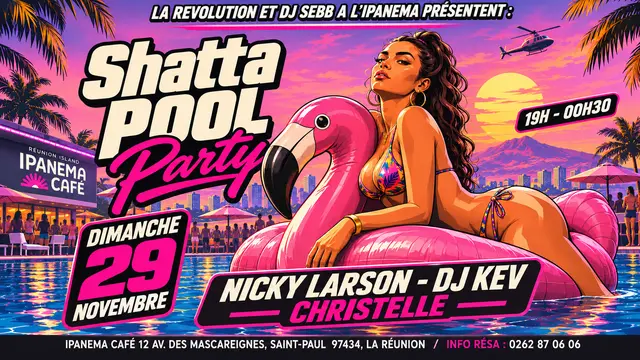 LA REVOLUTION ET DJ SEBB A L'IPANEMA PRÉSENTENT :
Shatta
POOL
Party
19H - 00H30
REUNION ISLAND
IPANEMA
CAFÉ
DIMANCHE
29
NOVEMBRE
NICKY LARSON - DJ KEV
CHRISTELLE
IPANEMA CAFÉ 12 AV. DES MASCAREIGNES, SAINT-PAUL 97434, LA RÉUNION / INFO RÉSA : 0262 87 06 06